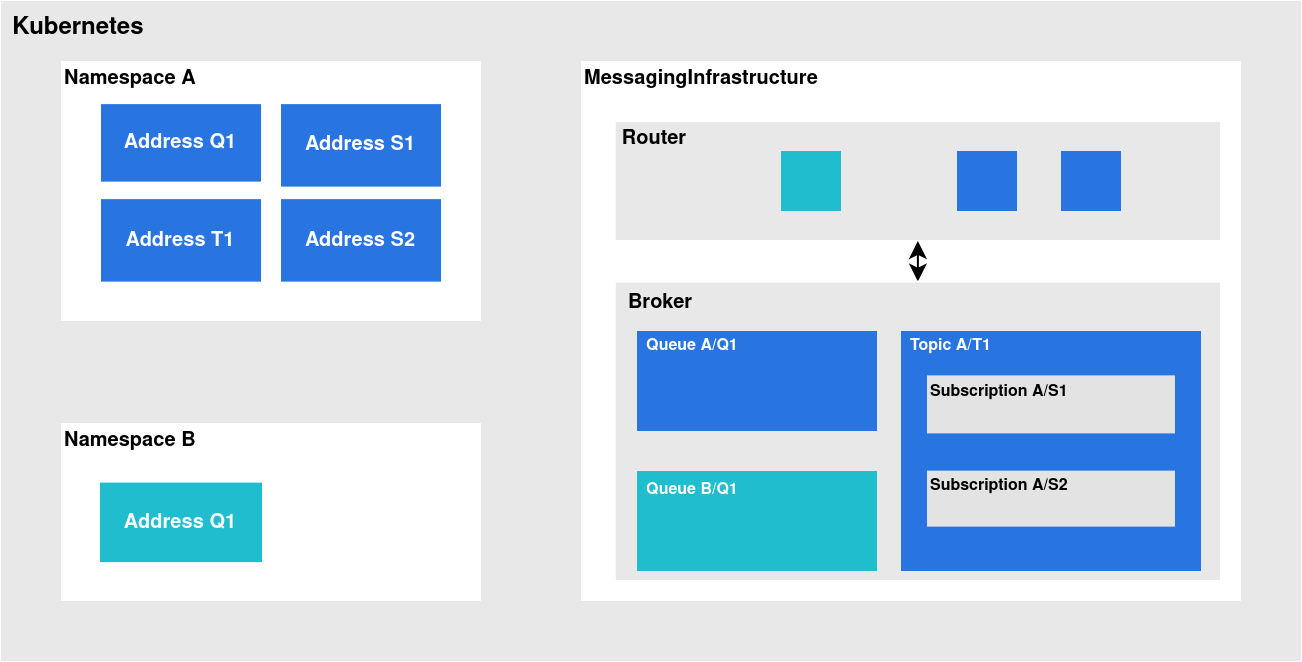 Kubernetes
Namespace A
Address Q1
Address S1
Address T1
Address S2
Namespace B
Address Q1
MessagingInfrastructure
Router
Broker
Queue A/Q1
Topic A/T1
Subscription A/S1
Queue B/Q1
Subscription A/S2